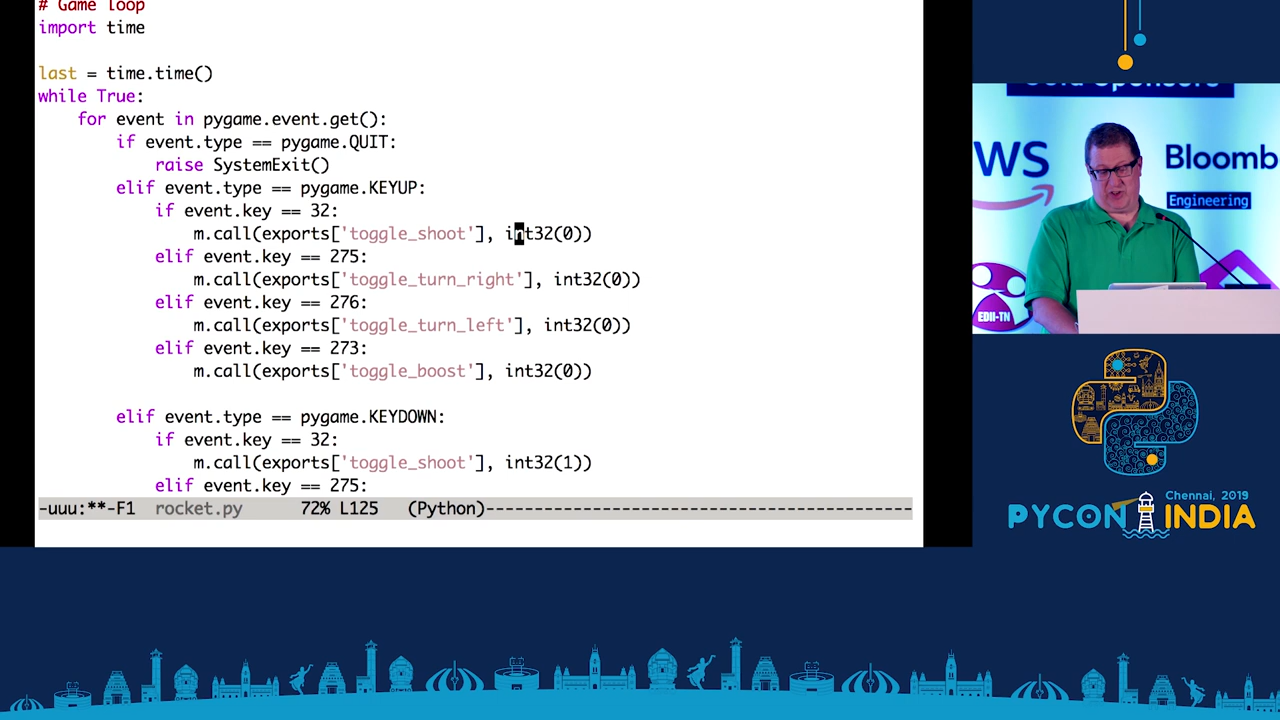 # Game loop
import time
last = time.time()
while True:
for event in pygame.event.get():
if event.type == pygame.QUIT:
raise SystemExit()
elif event.type == pygame.KEYUP:
if event.key == 32:
m.call(exports['toggle_shoot'], int32(0))
elif event.key == 275:
m.call(exports['toggle_turn_right'], int32(0))
elif event.key == 276:
m.call(exports['toggle_turn_left'], int32(0))
elif event.key == 273:
m.call(exports['toggle_boost'], int32(0))
elif event.type == pygame.KEYDOWN:
if event.key == 32:
m.call(exports['toggle_shoot'], int32(1))
elif event.key == 275:
-uuu:**-F1 rocket.py 72% L125 (Python)------------------------------------------
Sponsors
WS
Bloomb
Engineering
EDII-TN
Chennai, 2019
PYCON INDIA